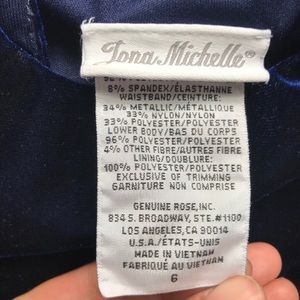 Jona Michelle®
8% SPANDEX/ÉLASTHANNE
WAISTBAND/CEINTURE:
34% METALLIC/MÉTALLIQUE
33% NYLON/NYLON
33% POLYESTER/POLYESTER
LOWER BODY/BAS DU CORPS
96% POLYESTER/POLYESTER
4% OTHER FIBRE/AUTRES FIBRE
LINING/DOUBLURE:
100% POLYESTER/POLYESTER
EXCLUSIVE OF TRIMMING
GARNITURE NON COMPRISE
GENUINE ROSE, INC.
834 S. BROADWAY, STE.#1100
LOS ANGELES, CA 90014
U.S.A./ÉTATS-UNIS
MADE IN VIETNAM
FABRIQUÉ AU VIETNAM
6